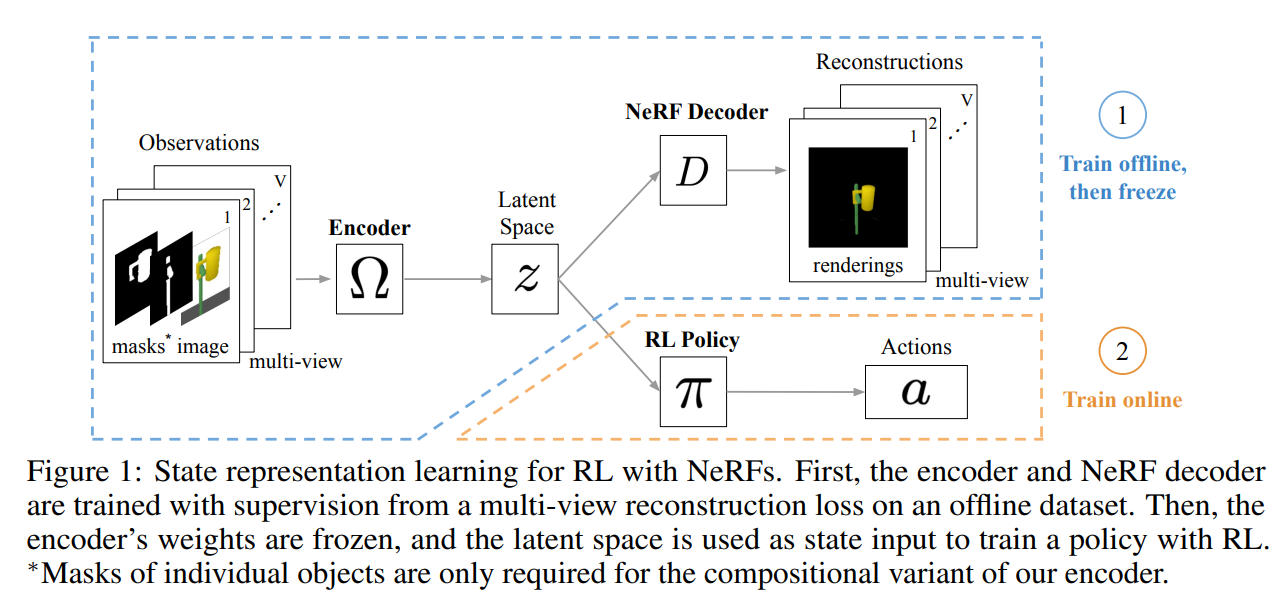 Observations
V
2
1
masks* image
multi-view
Encoder
Ω
Latent
Space
z
NeRF Decoder
D
Reconstructions
V
2
1
renderings
multi-view
1
Train offline,
then freeze
RL Policy
π
Actions
a
2
Train online
Figure 1: State representation learning for RL with NeRFs. First, the encoder and NeRF decoder
are trained with supervision from a multi-view reconstruction loss on an offline dataset. Then, the
encoder's weights are frozen, and the latent space is used as state input to train a policy with RL.
*Masks of individual objects are only required for the compositional variant of our encoder.